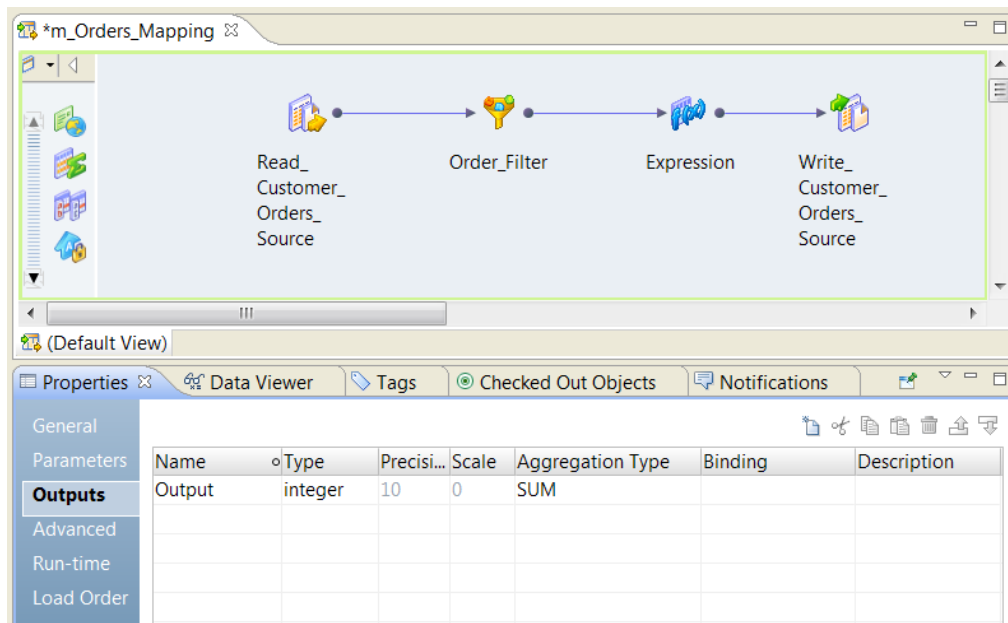 *m_Orders_Mapping
Read_ Order_Filter Expression Write_
Customer_ Customer_
Orders_ Orders_
Source Source
(Default View)
Properties Data Viewer Tags Checked Out Objects Notifications
General
Parameters
Outputs
Advanced
Run-time
Load Order
Name Type Precisi... Scale Aggregation Type Binding Description
Output integer 10 0 SUM